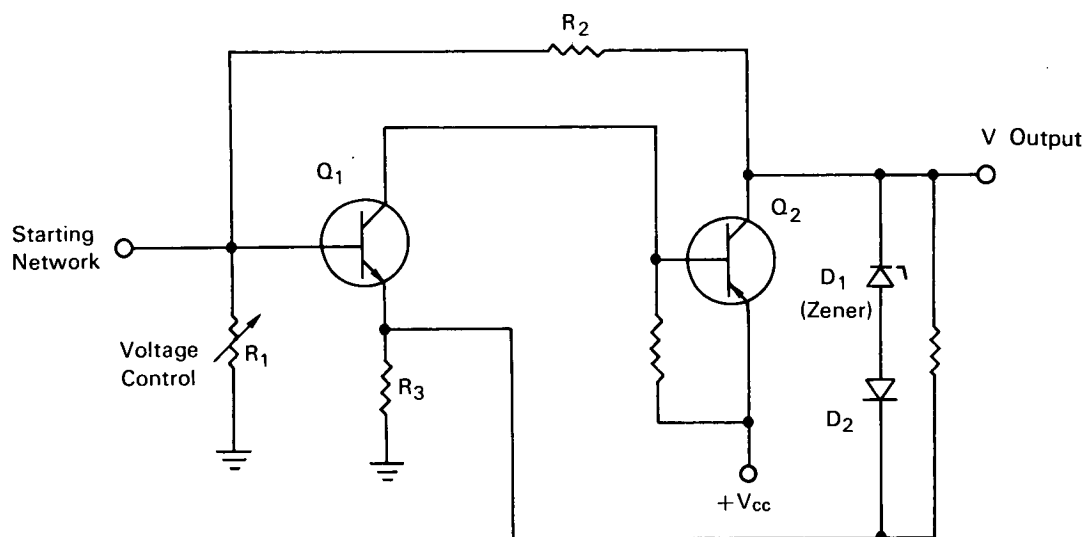 R2
V Output
Q1
Q2
Starting
Network
D1
(Zener)
Voltage
Control
R1
R3
D2
+Vcc